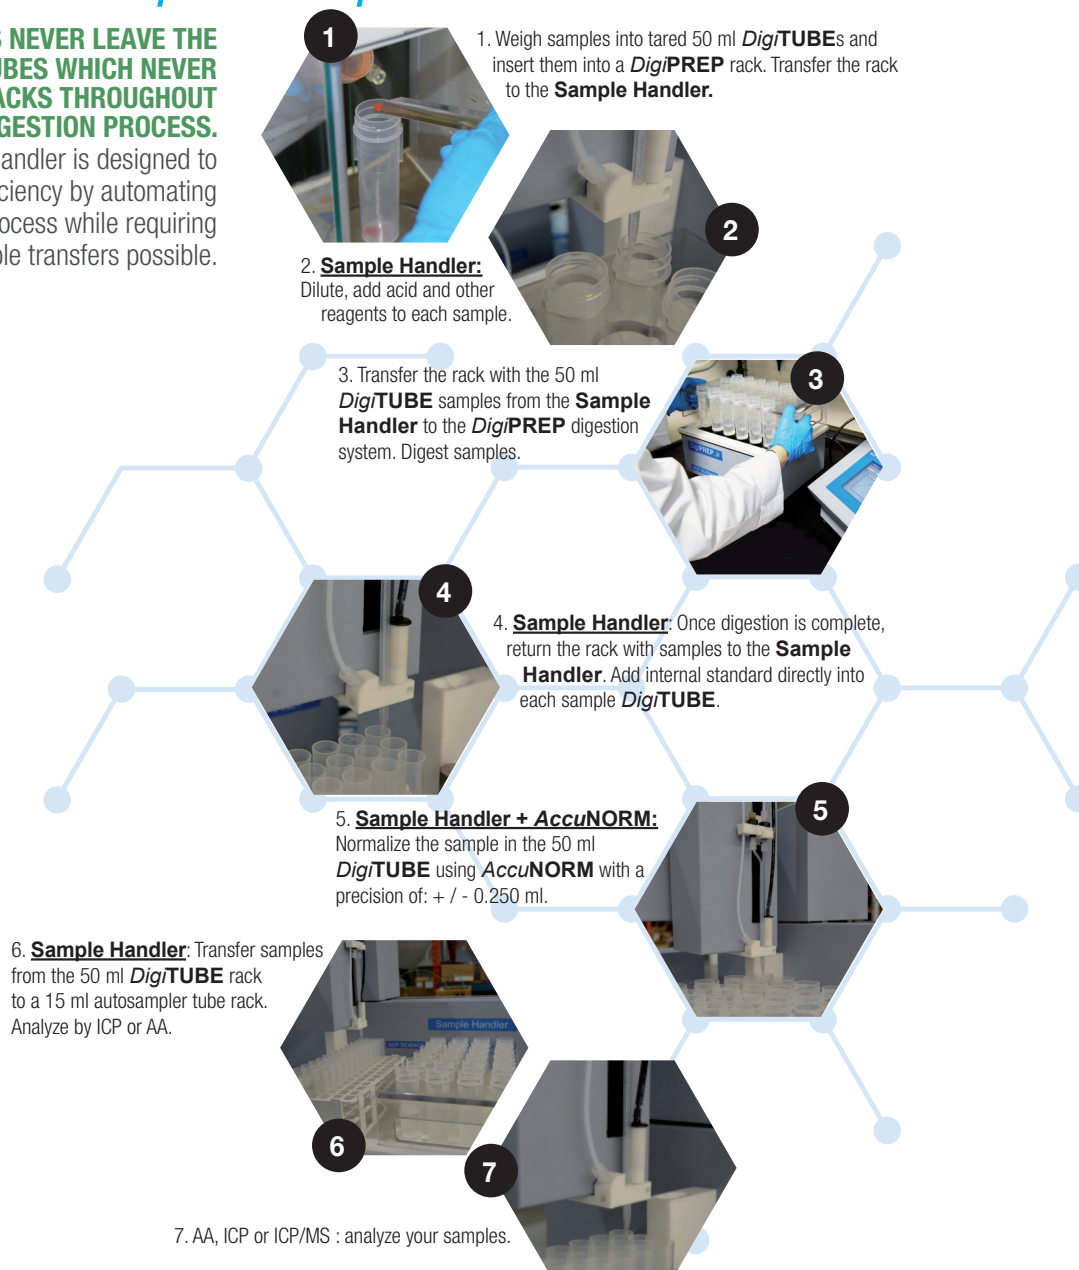 S NEVER LEAVE THE
UBES WHICH NEVER
ACKS THROUGHOUT
GESTION PROCESS.
andler is designed to
ciency by automating
ocess while requiring
ple transfers possible.
1
1. Weigh samples into tared 50 ml DigiTUBEs and
insert them into a DigiPREP rack. Transfer the rack
to the Sample Handler.
2
2. Sample Handler:
Dilute, add acid and other
reagents to each sample.
3
3. Transfer the rack with the 50 ml
DigiTUBE samples from the Sample
Handler to the DigiPREP digestion
system. Digest samples.
DigiPREP Jr
4
4. Sample Handler: Once digestion is complete,
return the rack with samples to the Sample
Handler. Add internal standard directly into
each sample DigiTUBE.
5
5. Sample Handler + AccuNORM:
Normalize the sample in the 50 ml
DigiTUBE using AccuNORM with a
precision of: + / - 0.250 ml.
6. Sample Handler: Transfer samples
from the 50 ml DigiTUBE rack
to a 15 ml autosampler tube rack.
Analyze by ICP or AA.
Sample Handler
SCP SCIENCE
6
7
7. AA, ICP or ICP/MS : analyze your samples.